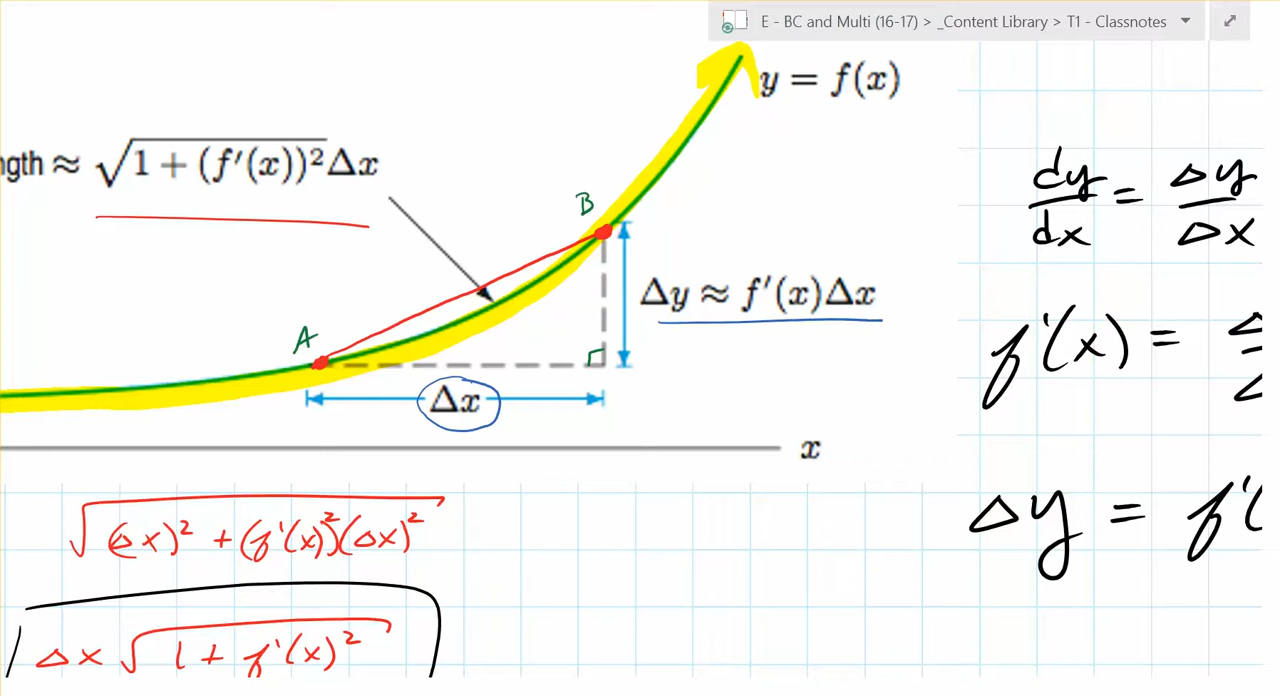 E - BC and Multi (16-17) > _Content Library > T1 - Classnotes
y = f(x)
ngth ≈ √(1 + (f′(x))²)Δx
dy/dx = Δy/Δx
B
Δy ≈ f′(x)Δx
A
f'(x) =
Δx
x
√((Δx)² + (f'(x)²)(Δx)²)
Δy = f'(
Δx √(1 + f'(x)²)